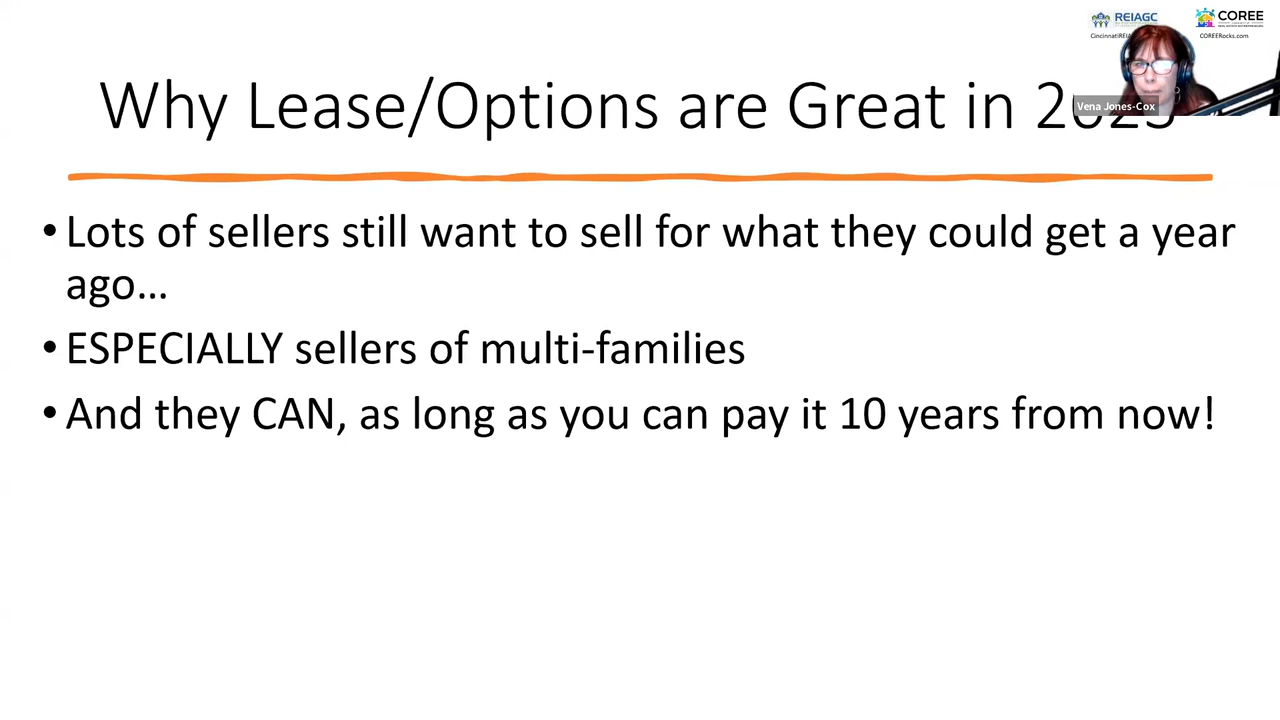 REIAGC
COREE
COREERocks.com
Why Lease/Options are Great in
Vena Jones-Cox
• Lots of sellers still want to sell for what they could get a year
ago…
• ESPECIALLY sellers of multi-families
• And they CAN, as long as you can pay it 10 years from now!